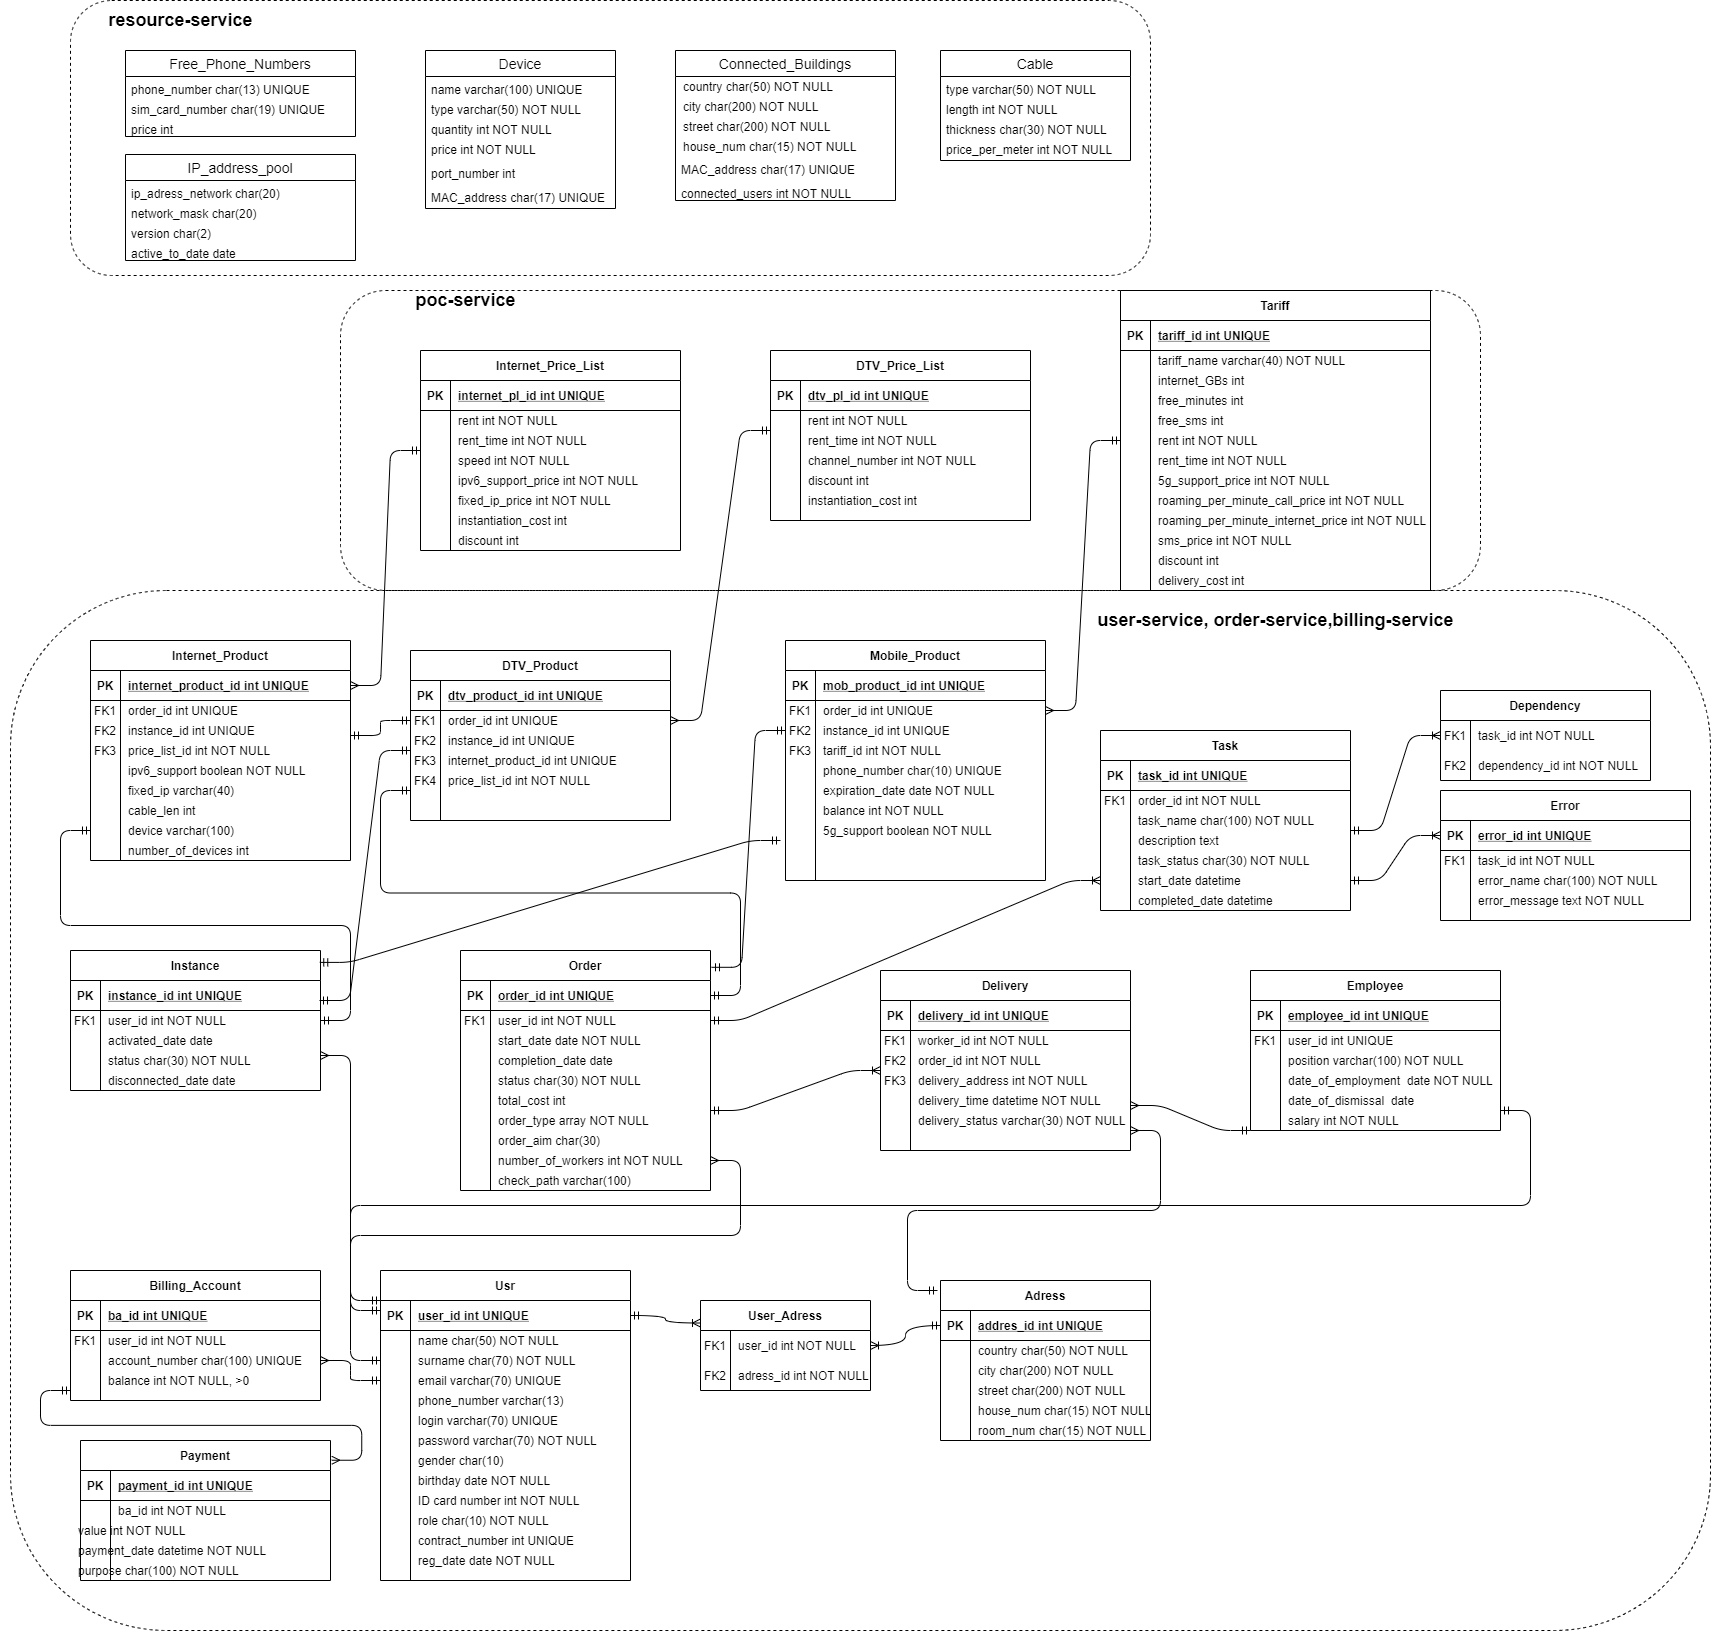 resource-service
Free_Phone_Numbers
phone_number char(13) UNIQUE
sim_card_number char(19) UNIQUE
price int
IP_address_pool
ip_adress_network char(20)
network_mask char(20)
version char(2)
active_to_date date
Device
name varchar(100) UNIQUE
type varchar(50) NOT NULL
quantity int NOT NULL
price int NOT NULL
port_number int
MAC_address char(17) UNIQUE
Connected_Buildings
country char(50) NOT NULL
city char(200) NOT NULL
street char(200) NOT NULL
house_num char(15) NOT NULL
MAC_address char(17) UNIQUE
connected_users int NOT NULL
Cable
type varchar(50) NOT NULL
length int NOT NULL
thickness char(30) NOT NULL
price_per_meter int NOT NULL
poc-service
Internet_Price_List
PK internet_pl_id int UNIQUE
rent int NOT NULL
rent_time int NOT NULL
speed int NOT NULL
ipv6_support_price int NOT NULL
fixed_ip_price int NOT NULL
instantiation_cost int
discount int
DTV_Price_List
PK dtv_pl_id int UNIQUE
rent int NOT NULL
rent_time int NOT NULL
channel_number int NOT NULL
discount int
instantiation_cost int
Tariff
PK tariff_id int UNIQUE
tariff_name varchar(40) NOT NULL
internet_GBs int
free_minutes int
free_sms int
rent int NOT NULL
rent_time int NOT NULL
5g_support_price int NOT NULL
roaming_per_minute_call_price int NOT NULL
roaming_per_minute_internet_price int NOT NULL
sms_price int NOT NULL
discount int
delivery_cost int
user-service, order-service,billing-service
Internet_Product
PK internet_product_id int UNIQUE
FK1 order_id int UNIQUE
FK2 instance_id int UNIQUE
FK3 price_list_id int NOT NULL
ipv6_support boolean NOT NULL
fixed_ip varchar(40)
cable_len int
device varchar(100)
number_of_devices int
DTV_Product
PK dtv_product_id int UNIQUE
FK1 order_id int UNIQUE
FK2 instance_id int UNIQUE
FK3 internet_product_id int UNIQUE
FK4 price_list_id int NOT NULL
Mobile_Product
PK mob_product_id int UNIQUE
FK1 order_id int UNIQUE
FK2 instance_id int UNIQUE
FK3 tariff_id int NOT NULL
phone_number char(10) UNIQUE
expiration_date date NOT NULL
balance int NOT NULL
5g_support boolean NOT NULL
Task
PK task_id int UNIQUE
FK1 order_id int NOT NULL
task_name char(100) NOT NULL
description text
task_status char(30) NOT NULL
start_date datetime
completed_date datetime
Dependency
FK1 task_id int NOT NULL
FK2 dependency_id int NOT NULL
Error
PK error_id int UNIQUE
FK1 task_id int NOT NULL
error_name char(100) NOT NULL
error_message text NOT NULL
Instance
PK instance_id int UNIQUE
FK1 user_id int NOT NULL
activated_date date
status char(30) NOT NULL
disconnected_date date
Order
PK order_id int UNIQUE
FK1 user_id int NOT NULL
start_date date NOT NULL
completion_date date
status char(30) NOT NULL
total_cost int
order_type array NOT NULL
order_aim char(30)
number_of_workers int NOT NULL
check_path varchar(100)
Delivery
PK delivery_id int UNIQUE
FK1 worker_id int NOT NULL
FK2 order_id int NOT NULL
FK3 delivery_address int NOT NULL
delivery_time datetime NOT NULL
delivery_status varchar(30) NOT NULL
Employee
PK employee_id int UNIQUE
FK1 user_id int UNIQUE
position varchar(100) NOT NULL
date_of_employment date NOT NULL
date_of_dismissal date
salary int NOT NULL
Billing_Account
PK ba_id int UNIQUE
FK1 user_id int NOT NULL
account_number char(100) UNIQUE
balance int NOT NULL, >0
Usr
PK user_id int UNIQUE
name char(50) NOT NULL
surname char(70) NOT NULL
email varchar(70) UNIQUE
phone_number varchar(13)
login varchar(70) UNIQUE
password varchar(70) NOT NULL
gender char(10)
birthday date NOT NULL
ID card number int NOT NULL
role char(10) NOT NULL
contract_number int UNIQUE
reg_date date NOT NULL
User_Adress
FK1 user_id int NOT NULL
FK2 adress_id int NOT NULL
Adress
PK addres_id int UNIQUE
country char(50) NOT NULL
city char(200) NOT NULL
street char(200) NOT NULL
house_num char(15) NOT NULL
room_num char(15) NOT NULL
Payment
PK payment_id int UNIQUE
ba_id int NOT NULL
value int NOT NULL
payment_date datetime NOT NULL
purpose char(100) NOT NULL